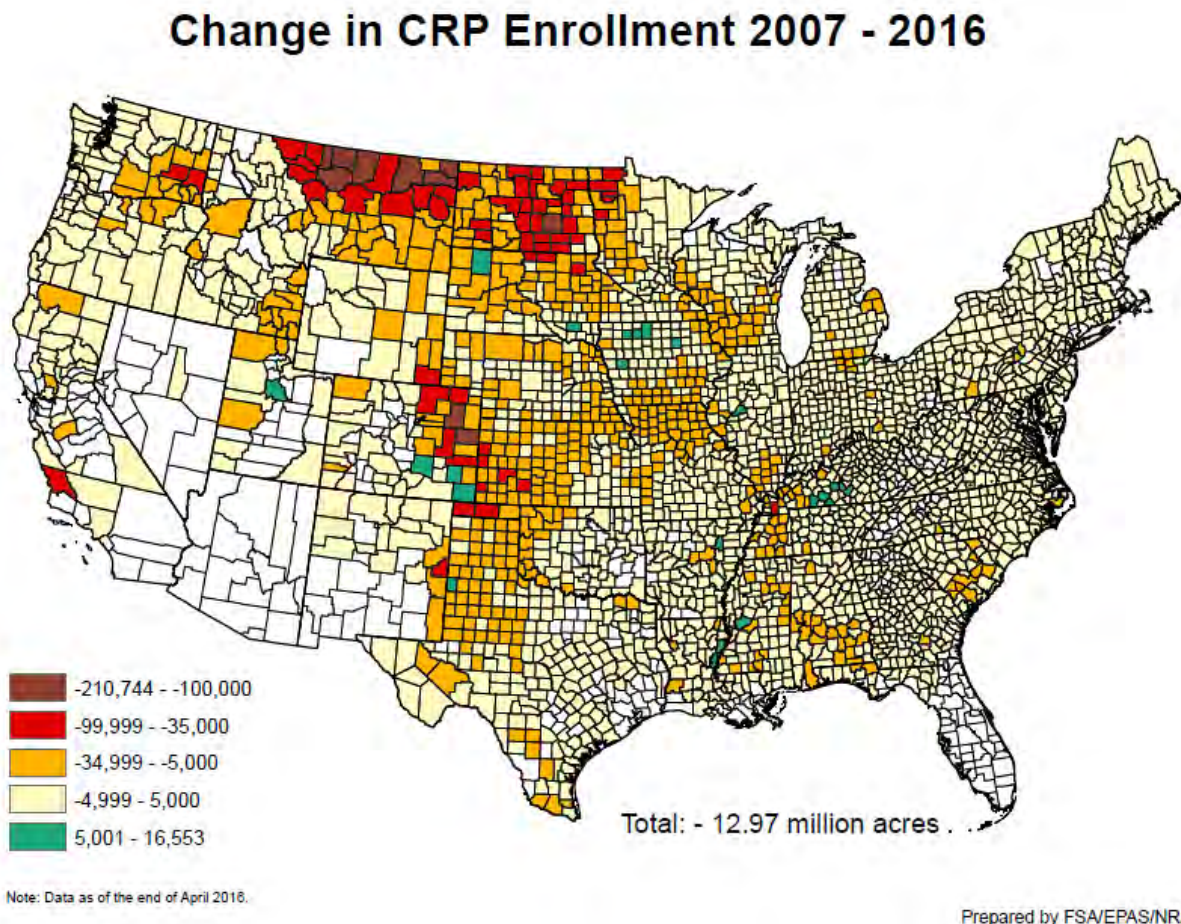 Change in CRP Enrollment 2007 - 2016
-210,744 - -100,000
-99,999 - -35,000
-34,999 - -5,000
-4,999 - 5,000
5,001 - 16,553
Total: - 12.97 million acres .
Note: Data as of the end of April 2016.
Prepared by FSA/EPAS/NR